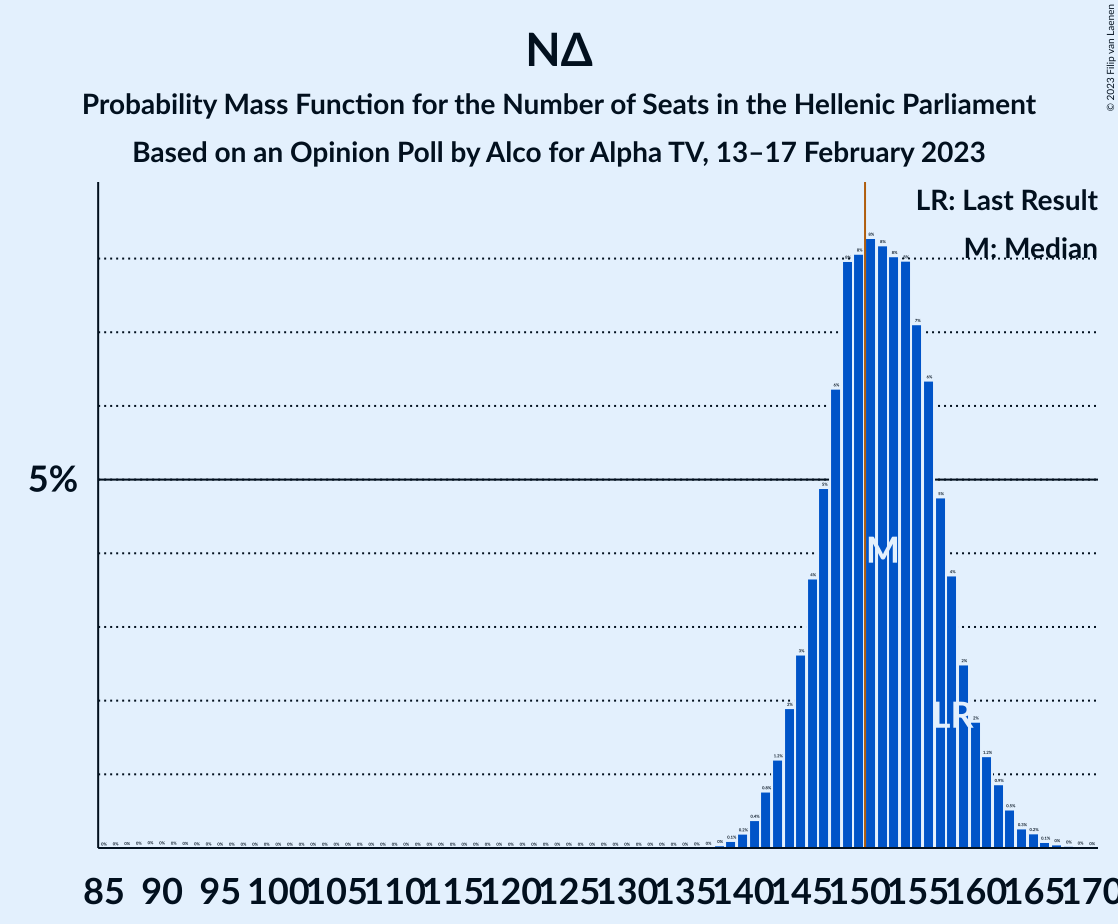 NΔ
Probability Mass Function for the Number of Seats in the Hellenic Parliament
Based on an Opinion Poll by Alco for Alpha TV, 13–17 February 2023
© 2023 Filip van Laenen
LR: Last Result
M: Median
5%
M
LR
85 90 95 100 105 110 115 120 125 130 135 140 145 150 155 160 165 170